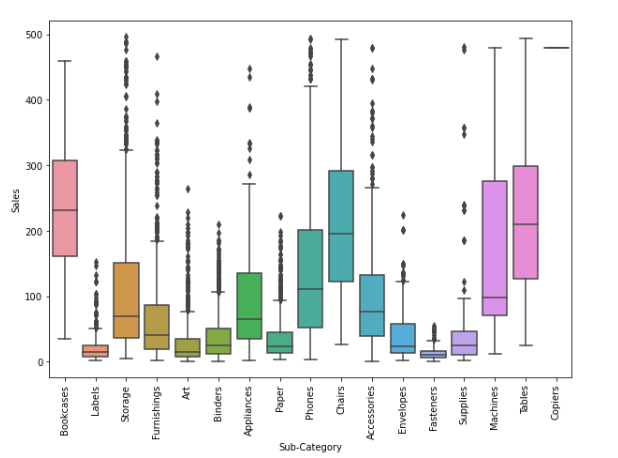 500
400
300
200
100
0
Sales
Bookcases
Labels
Storage
Furnishings
Art
Binders
Appliances
Paper
Phones
Chairs
Accessories
Envelopes
Fasteners
Supplies
Machines
Tables
Copiers
Sub-Category